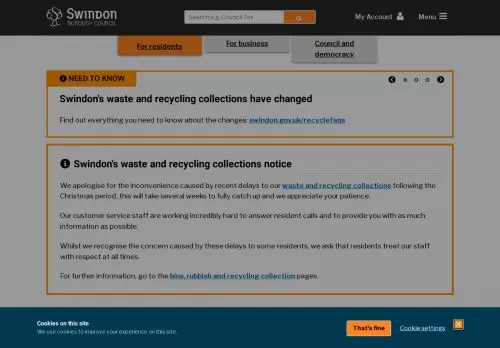 SWINDON
BOROUGH COUNCIL
Search e.g. Council Tax
My Account
Menu
For residents
For business
Council and
democracy
NEED TO KNOW
Swindon's waste and recycling collections have changed
Find out everything you need to know about the changes: swindon.gov.uk/recyclefaqs
Swindon's waste and recycling collections notice
We apologise for the inconvenience caused by recent delays to our waste and recycling collections following the
Christmas period, this will take several weeks to fully catch up and we appreciate your patience.
Our customer service staff are working incredibly hard to answer resident calls and to provide you with as much
information as possible.
Whilst we recognise the concern caused by these delays to some residents, we ask that residents treat our staff
with respect at all times.
For further information, go to the bins, rubbish and recycling collection pages.
Cookies on this site
We use cookies to improve your experience on this site.
That's fine
Cookie settings